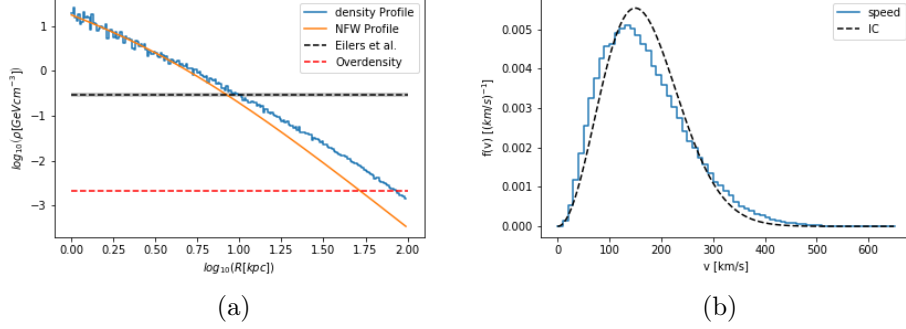 density Profile
NFW Profile
Eilers et al.
Overdensity
log₁₀(ρ[GeVcm⁻³])
1
0
−1
−2
−3
0.00 0.25 0.50 0.75 1.00 1.25 1.50 1.75 2.00
log₁₀(R[kpc])
(a)
speed
IC
f(v) [(km/s)⁻¹]
0.005
0.004
0.003
0.002
0.001
0.000
0 100 200 300 400 500 600
v [km/s]
(b)